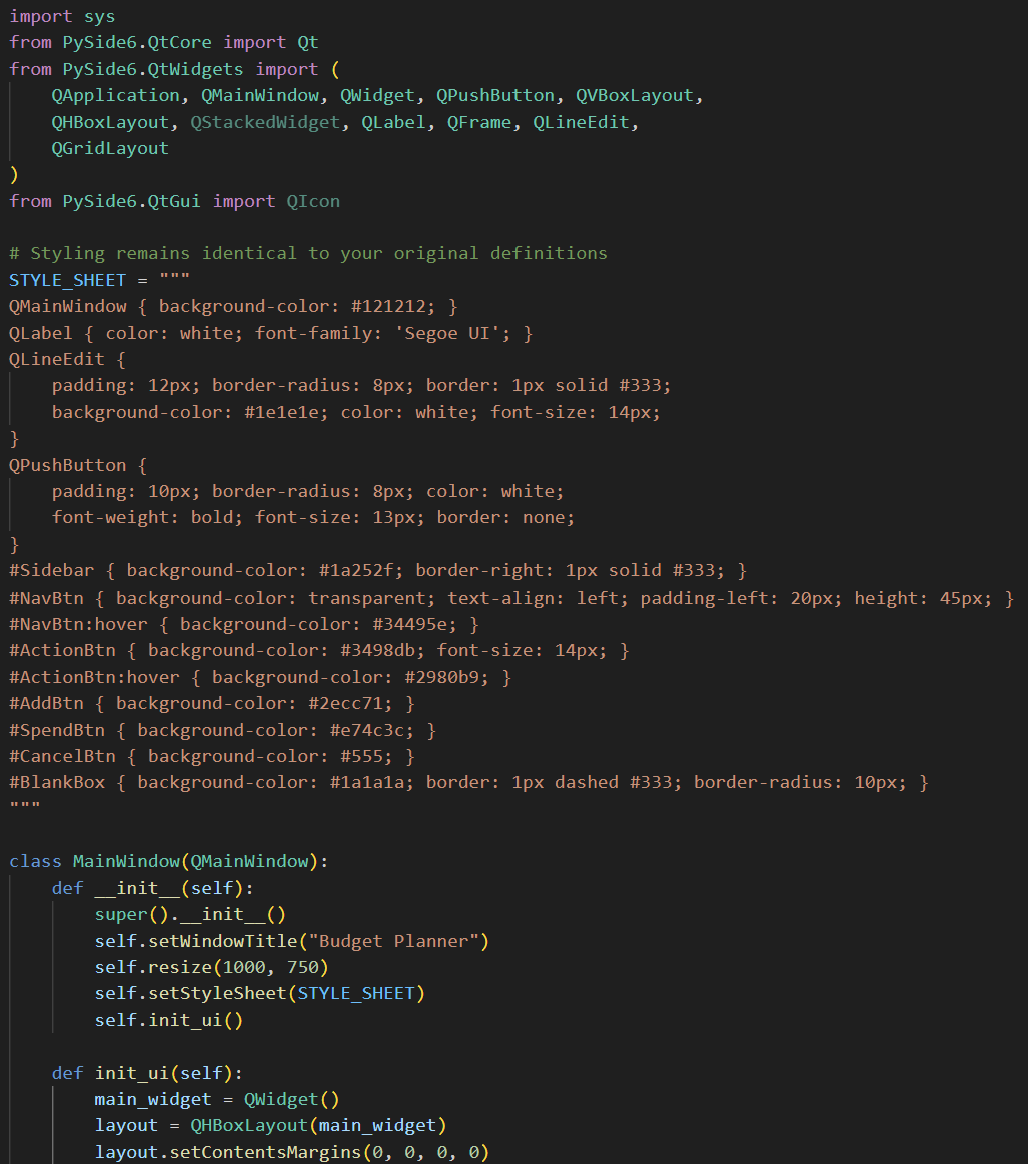 import sys
from PySide6.QtCore import Qt
from PySide6.QtWidgets import (
    QApplication, QMainWindow, QWidget, QPushButton, QVBoxLayout,
    QHBoxLayout, QStackedWidget, QLabel, QFrame, QLineEdit,
    QGridLayout
)
from PySide6.QtGui import QIcon

# Styling remains identical to your original definitions
STYLE_SHEET = """
QMainWindow { background-color: #121212; }
QLabel { color: white; font-family: 'Segoe UI'; }
QLineEdit {
    padding: 12px; border-radius: 8px; border: 1px solid #333;
    background-color: #1e1e1e; color: white; font-size: 14px;
}
QPushButton {
    padding: 10px; border-radius: 8px; color: white;
    font-weight: bold; font-size: 13px; border: none;
}
#Sidebar { background-color: #1a252f; border-right: 1px solid #333; }
#NavBtn { background-color: transparent; text-align: left; padding-left: 20px; height: 45px; }
#NavBtn:hover { background-color: #34495e; }
#ActionBtn { background-color: #3498db; font-size: 14px; }
#ActionBtn:hover { background-color: #2980b9; }
#AddBtn { background-color: #2ecc71; }
#SpendBtn { background-color: #e74c3c; }
#CancelBtn { background-color: #555; }
#BlankBox { background-color: #1a1a1a; border: 1px dashed #333; border-radius: 10px; }
"""

class MainWindow(QMainWindow):
    def __init__(self):
        super().__init__()
        self.setWindowTitle("Budget Planner")
        self.resize(1000, 750)
        self.setStyleSheet(STYLE_SHEET)
        self.init_ui()

    def init_ui(self):
        main_widget = QWidget()
        layout = QHBoxLayout(main_widget)
        layout.setContentsMargins(0, 0, 0, 0)